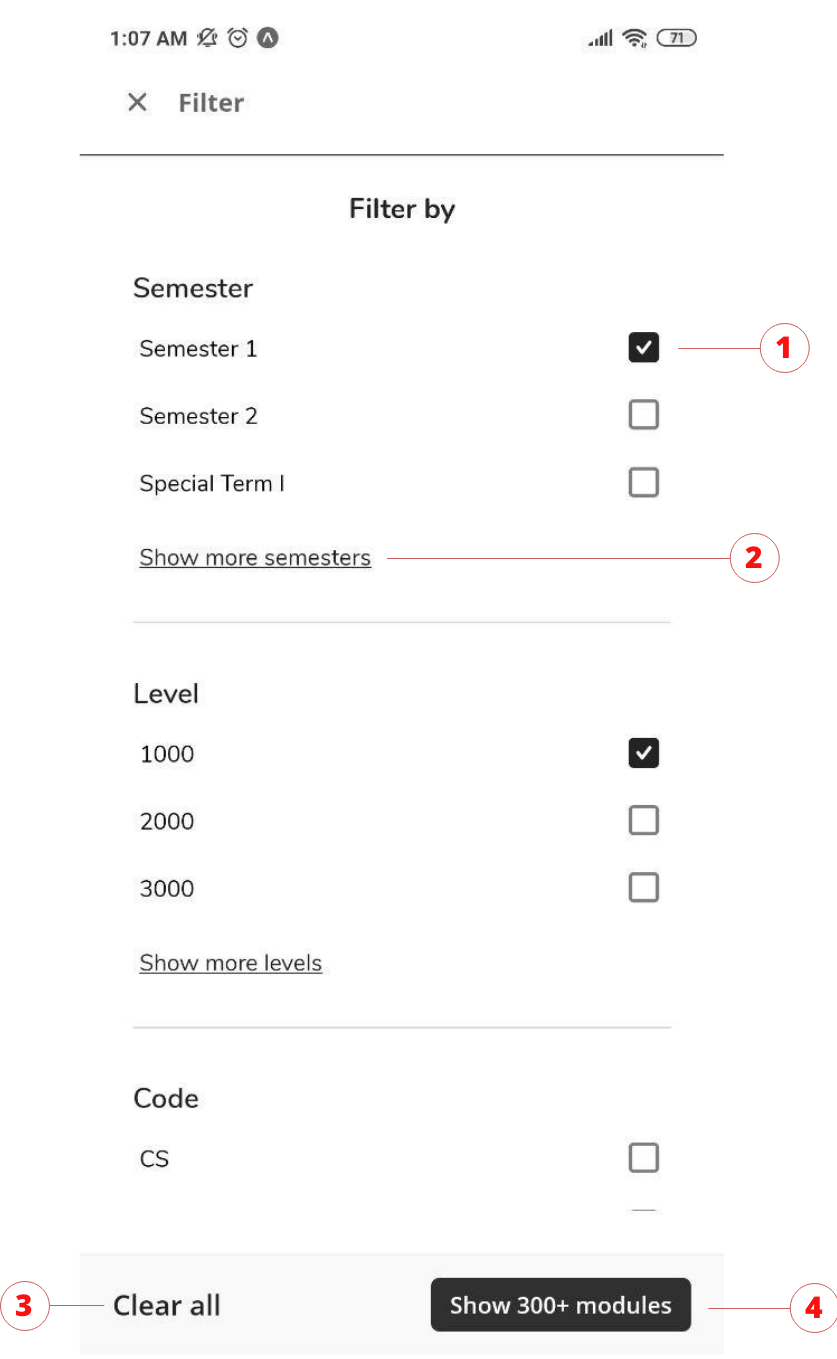 1:07 AM 71
Filter
Filter by
Semester
Semester 1
1
Semester 2
Special Term I
Show more semesters
2
Level
1000
2000
3000
Show more levels
Code
CS
3
Clear all
Show 300+ modules
4